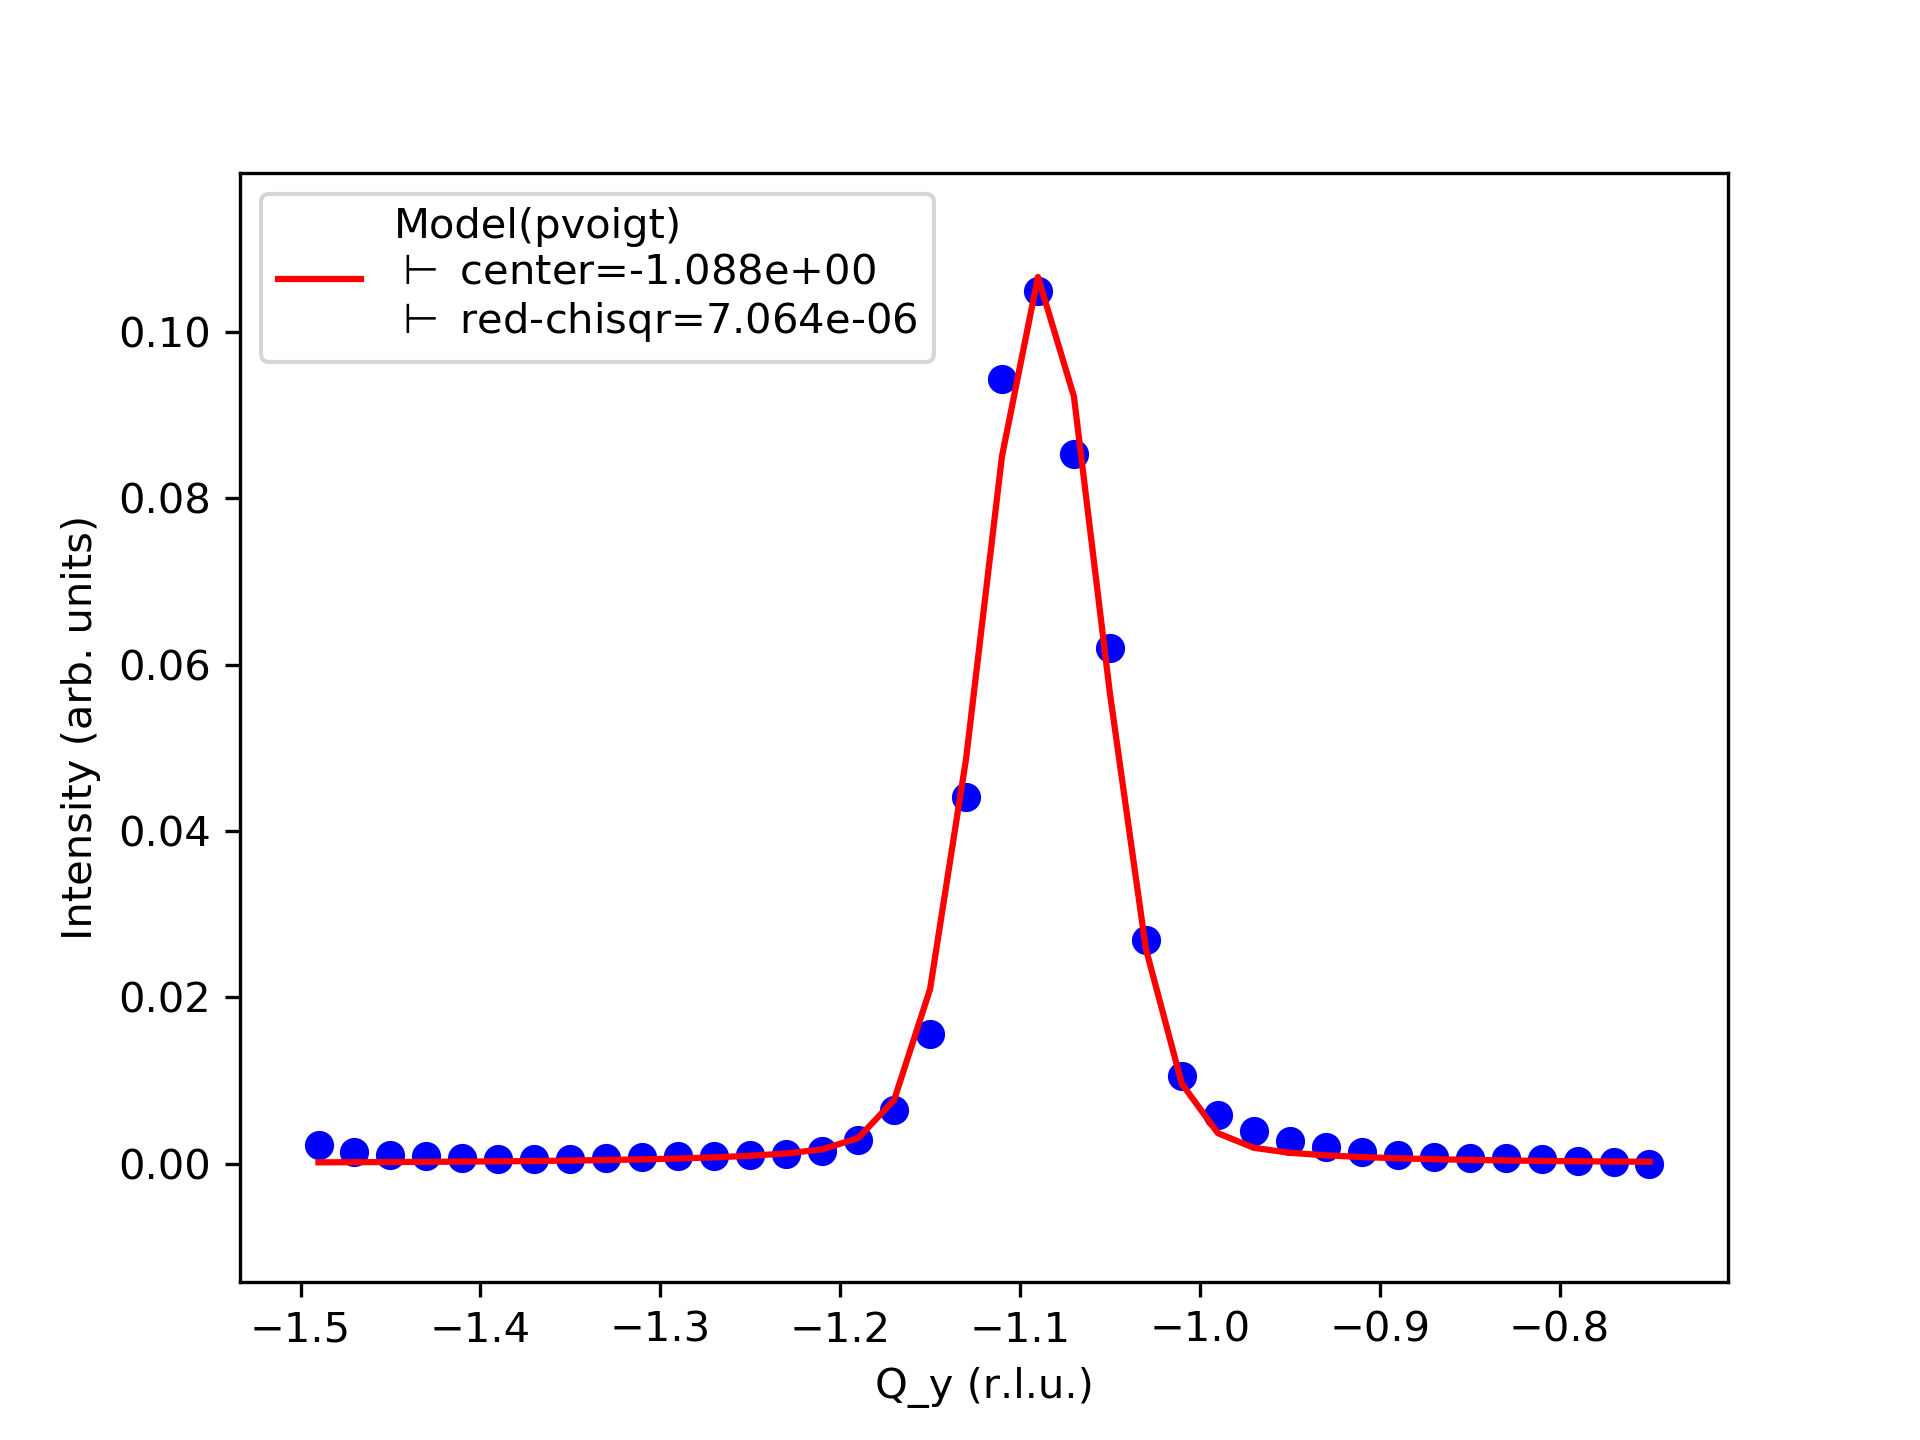 Model(pvoigt)
⊢ center=-1.088e+00
⊢ red-chisqr=7.064e-06
0.10
0.08
0.06
0.04
0.02
0.00
Intensity (arb. units)
−1.5 −1.4 −1.3 −1.2 −1.1 −1.0 −0.9 −0.8
Q_y (r.l.u.)